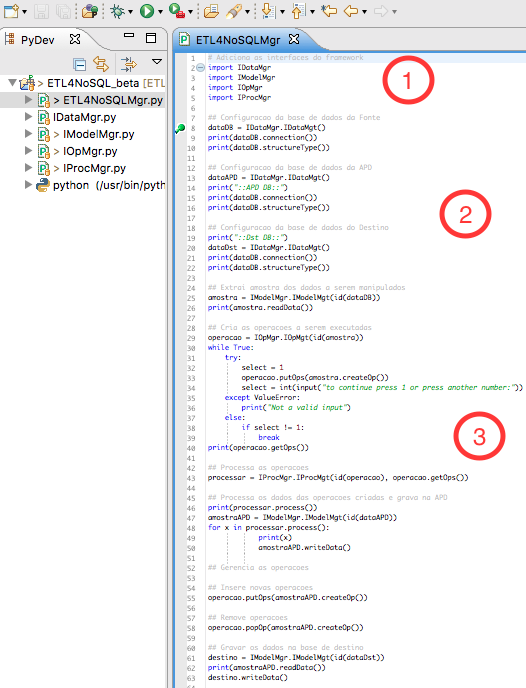 PyDev
> ETL4NoSQL_beta [ETL
> ETL4NoSQLMgr.py
IDataMgr.py
> IModelMgr.py
> IOpMgr.py
> IProcMgr.py
python (/usr/bin/pyth
ETL4NoSQLMgr
1 # Adiciona as interfaces do framework
2 import IDataMgr
3 import IModelMgr
4 import IOpMgr
5 import IProcMgr
6
7 ## Configuracao da base de dados da Fonte
8 dataDB = IDataMgr.IDataMgt()
9 print(dataDB.connection())
10 print(dataDB.structureType())
11
12 ## Configuracao da base de dados da APD
13 dataAPD = IDataMgr.IDataMgt()
14 print("::APD DB::")
15 print(dataDB.connection())
16 print(dataDB.structureType())
17
18 ## Configuracao da base de dados do Destino
19 print("::Dst DB::")
20 dataDst = IDataMgr.IDataMgt()
21 print(dataDB.connection())
22 print(dataDB.structureType())
23
24 ## Extrai amostra dos dados a serem manipulados
25 amostra = IModelMgr.IModelMgt(id(dataDB))
26 print(amostra.readData())
27
28 ## Cria as operacoes a serem executados
29 operacao = IOpMgr.IOpMgt(id(amostra))
30 while True:
31 try:
32 select = 1
33 operacao.putOps(amostra.createOp())
34 select = int(input("to continue press 1 or press another number:"))
35 except ValueError:
36 print("Not a valid input")
37 else:
38 if select != 1:
39 break
40 print(operacao.getOps())
41
42 ## Processa as operacoes
43 processar = IProcMgr.IProcMgt(id(operacao), operacao.getOps())
44
45 ## Processa os dados das operacoes criadas e grava na APD
46 print(processar.process())
47 amostraAPD = IModelMgr.IModelMgt(id(dataAPD))
48 for x in processar.process():
49 print(x)
50 amostraAPD.writeData()
51
52 ## Gerencia as operacoes
53
54 ## Insere novas operacoes
55 operacao.putOps(amostraAPD.createOp())
56
57 ## Remove operacoes
58 operacao.popOp(amostraAPD.createOp())
59
60 ## Gravar os dados na base de destino
61 destino = IModelMgr.IModelMgt(id(dataDst))
62 print(amostraAPD.readData())
63 destino.writeData()
64
1
2
3